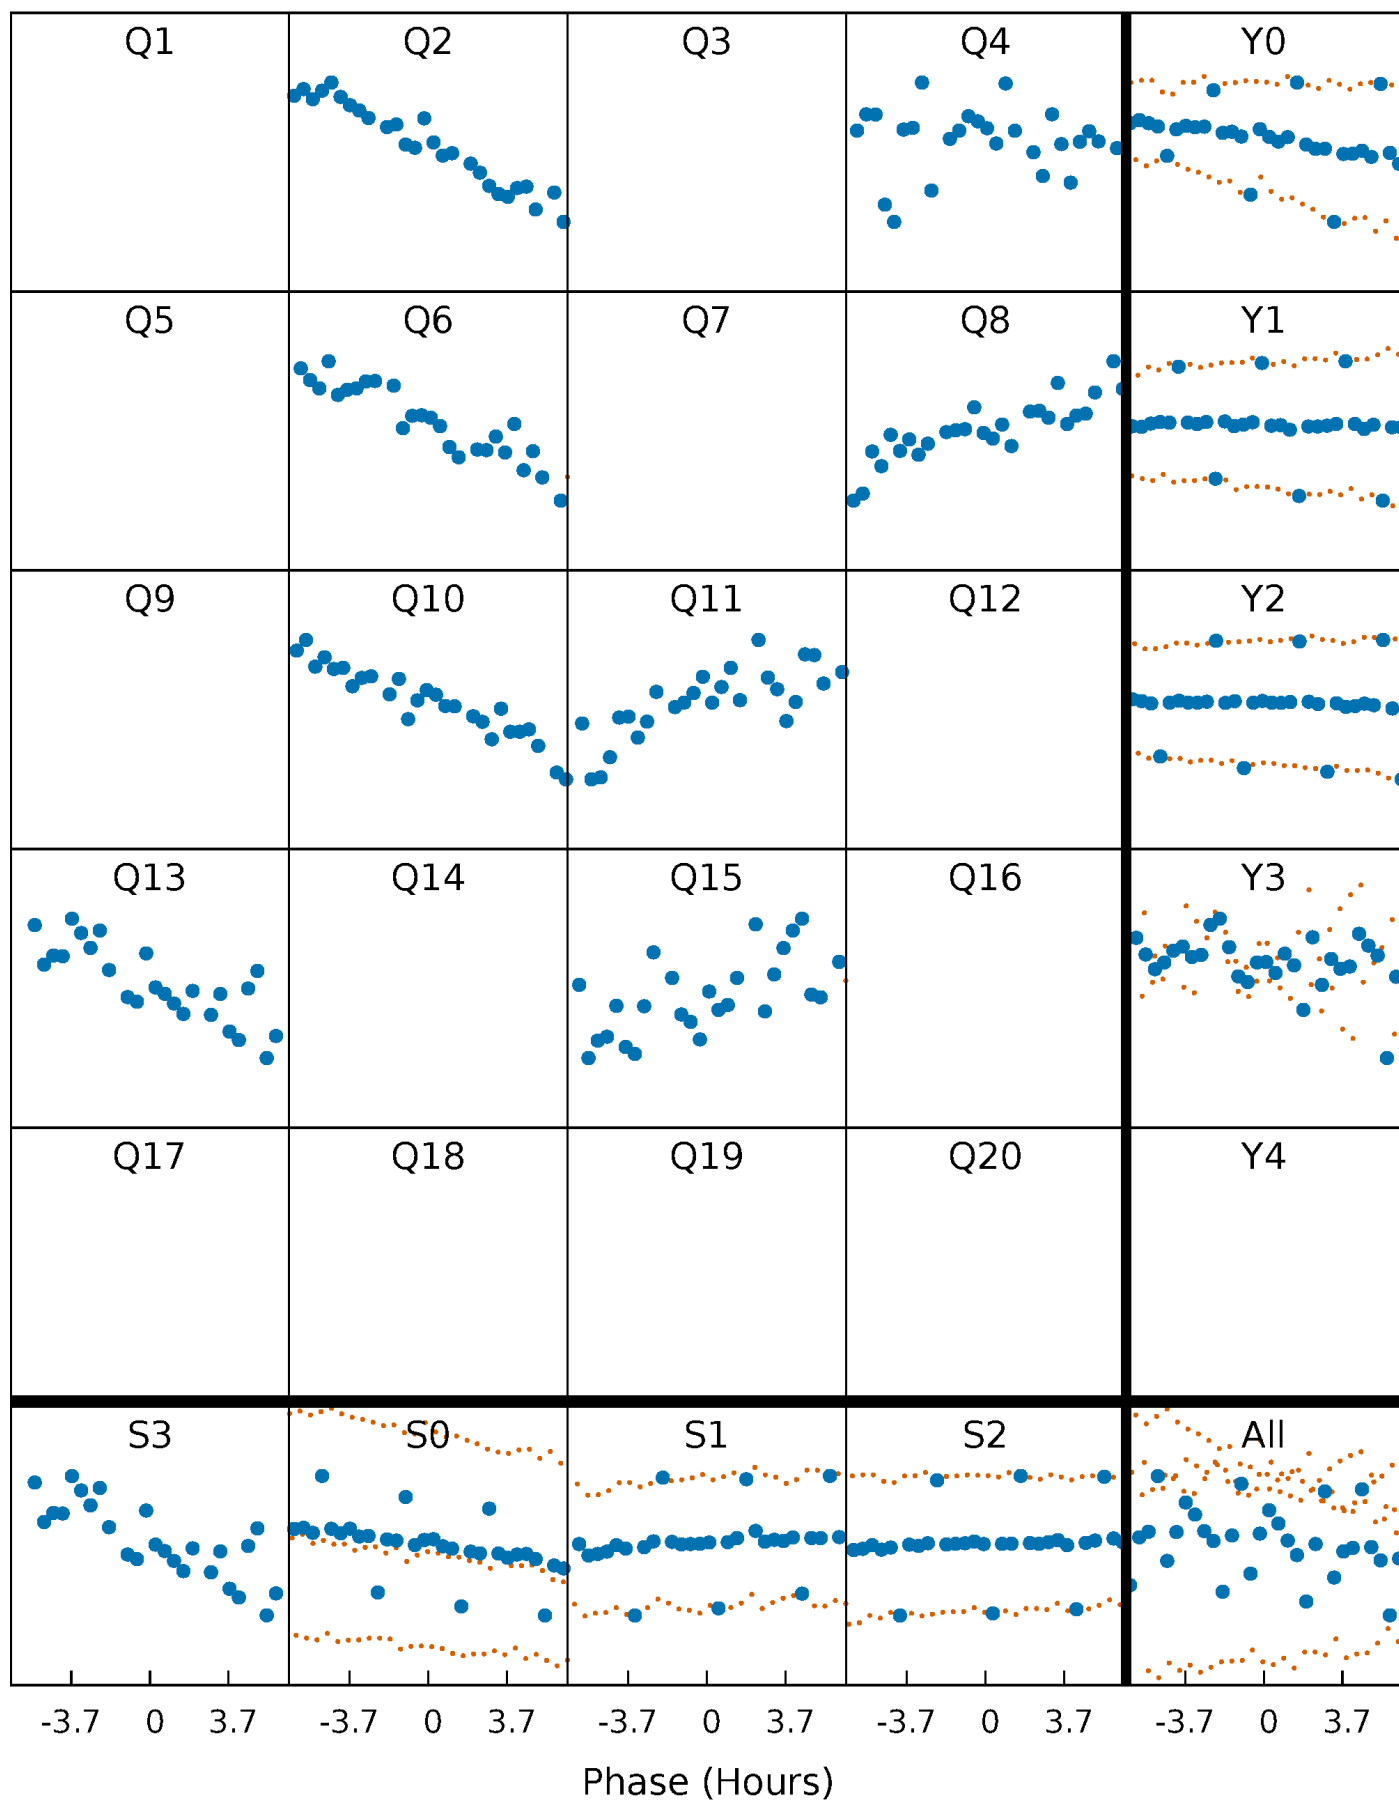 Q1 Q2 Q3 Q4 Y0
Q5 Q6 Q7 Q8 Y1
Q9 Q10 Q11 Q12 Y2
Q13 Q14 Q15 Q16 Y3
Q17 Q18 Q19 Q20 Y4
S3 S0 S1 S2 All
-3.7 0 3.7 -3.7 0 3.7 -3.7 0 3.7 -3.7 0 3.7 -3.7 0 3.7
Phase (Hours)